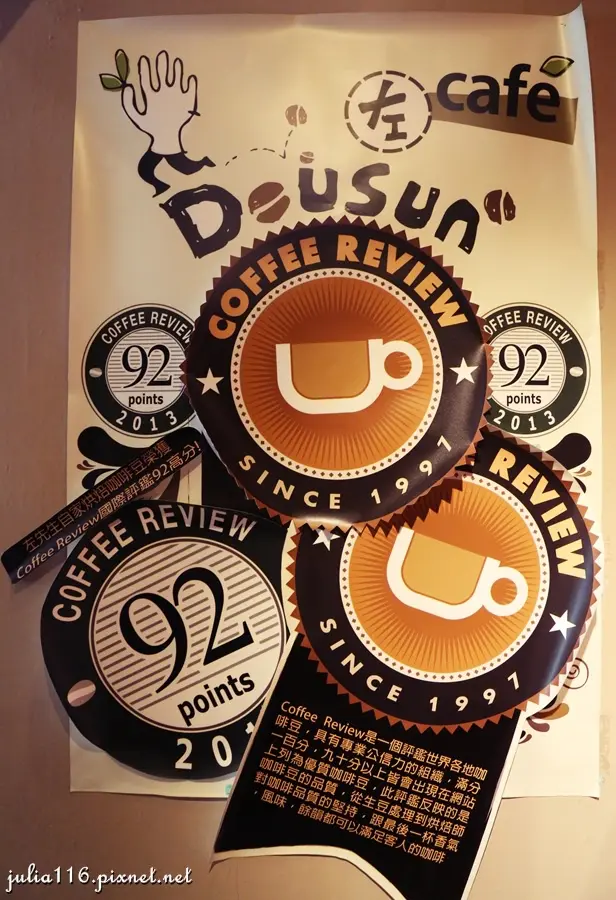 左
café
Dousun
COFFEE REVIEW
SINCE 1997
COFFEE REVIEW
92
points
2013
COFFEE REVIEW
92
points
2013
左先生自家烘焙咖啡豆榮獲
Coffee Review國際評鑑92高分!
COFFEE REVIEW
92
points
201
REVIEW
SINCE 1997
Coffee Review是一個評鑑世界各地咖
啡豆，具有專業公信力的組織，滿分
一百分，九十分以上皆會出現在網站
上列為優質咖啡豆，此評鑑反映的是
咖啡豆的品質，從生豆處理到烘焙師
對咖啡品質的堅持，跟最後一杯香氣
，風味，餘韻都可以滿足客人的咖啡
julia116.pixnet.net